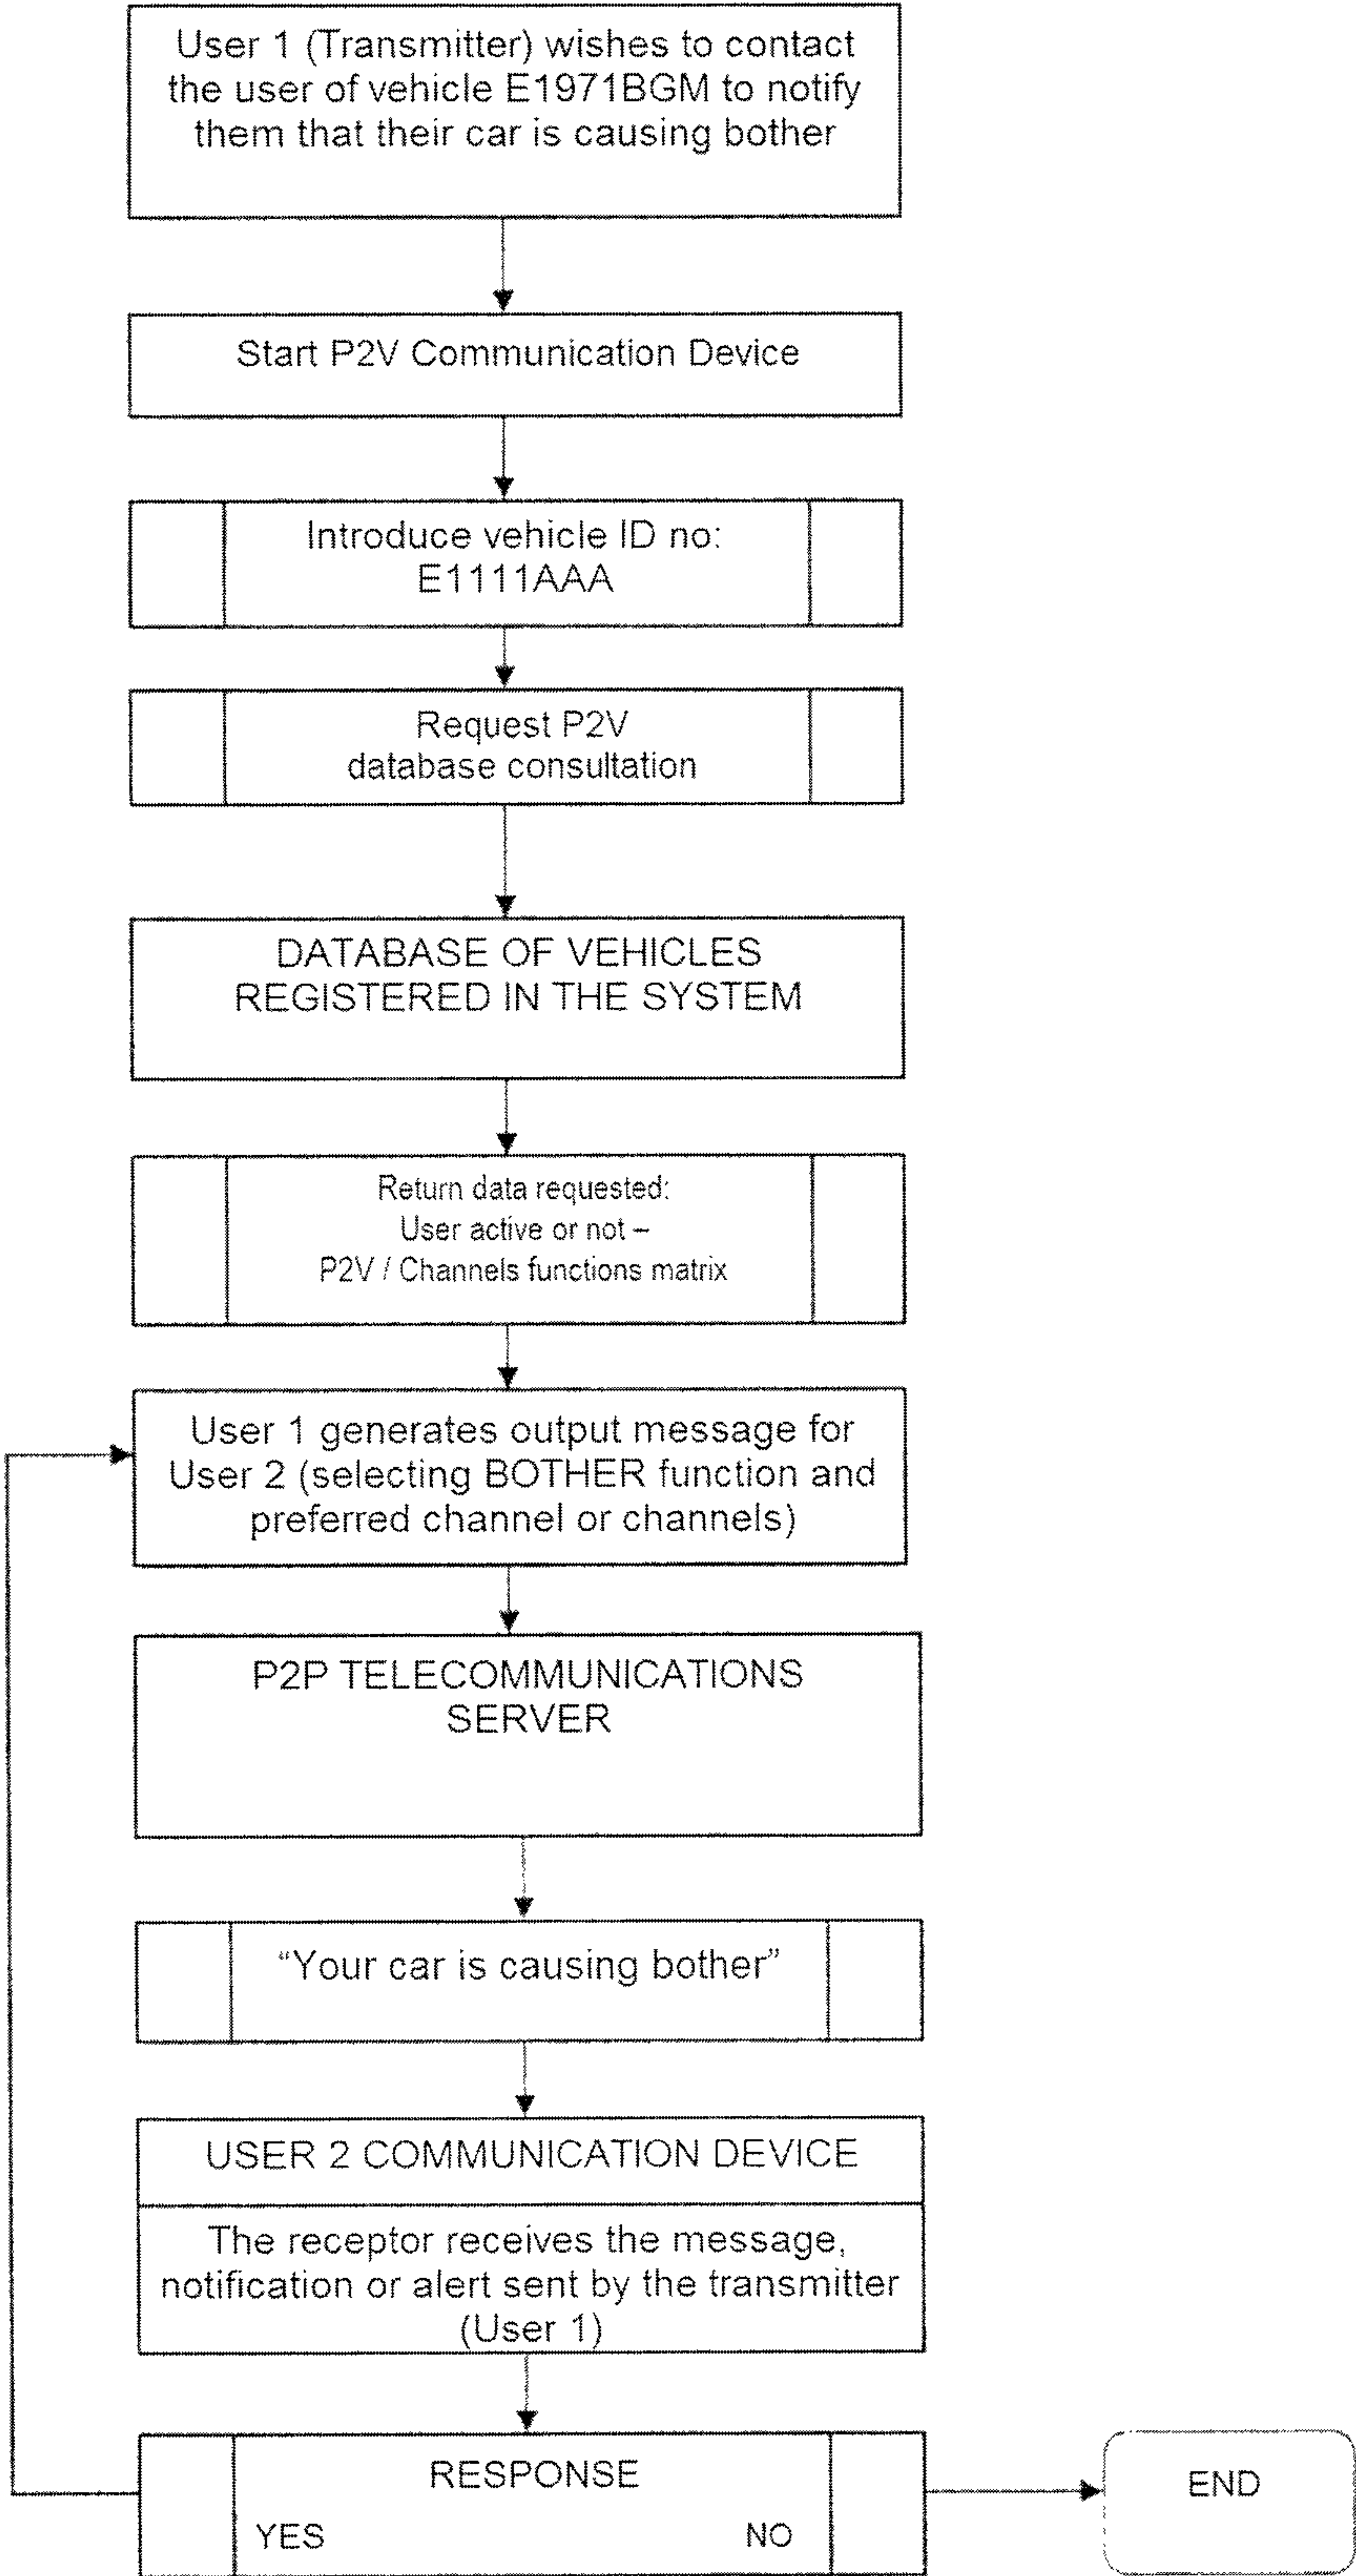 User 1 (Transmitter) wishes to contact
the user of vehicle E1971BGM to notify
them that their car is causing bother
Start P2V Communication Device
Introduce vehicle ID no:
E1111AAA
Request P2V
database consultation
DATABASE OF VEHICLES
REGISTERED IN THE SYSTEM
Return data requested:
User active or not –
P2V / Channels functions matrix
User 1 generates output message for
User 2 (selecting BOTHER function and
preferred channel or channels)
P2P TELECOMMUNICATIONS
SERVER
“Your car is causing bother”
USER 2 COMMUNICATION DEVICE
The receptor receives the message,
notification or alert sent by the transmitter
(User 1)
RESPONSE
YES NO
END